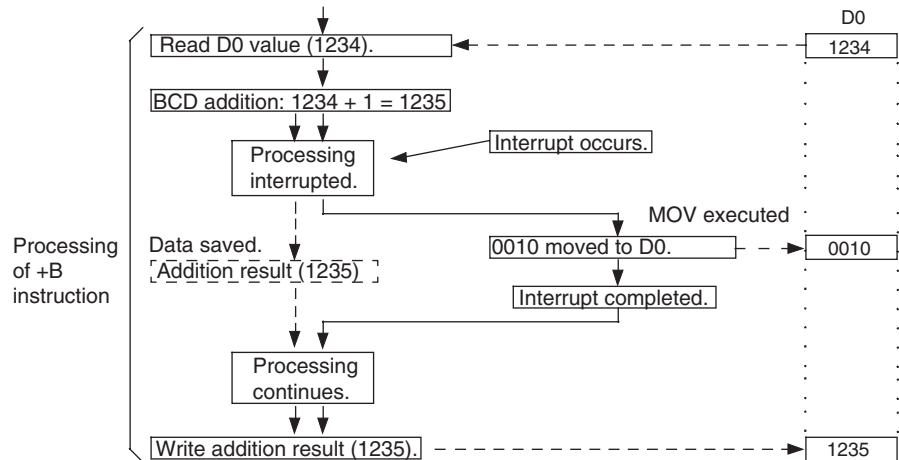 D0
Read D0 value (1234).
1234
BCD addition: 1234 + 1 = 1235
Interrupt occurs.
Processing
interrupted.
MOV executed
Processing
of +B
instruction
Data saved.
0010 moved to D0.
0010
Addition result (1235)
Interrupt completed.
Processing
continues.
Write addition result (1235).
1235